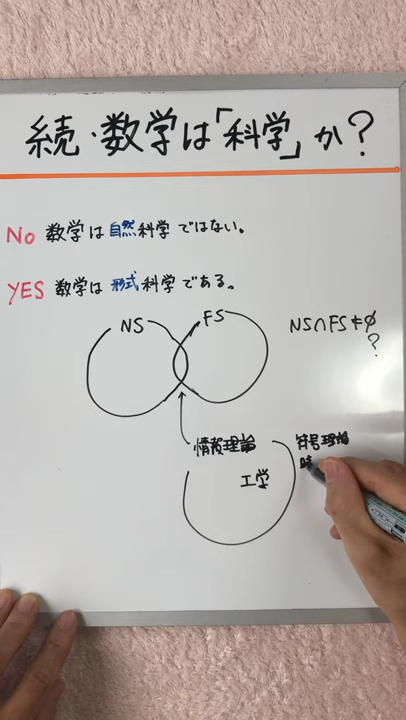 続・数学は「科学」か?
No 数学は自然科学ではない。
YES 数学は形式科学である。
NS FS
NS∩FS≠∅
?
情報理論
符号理論
工学